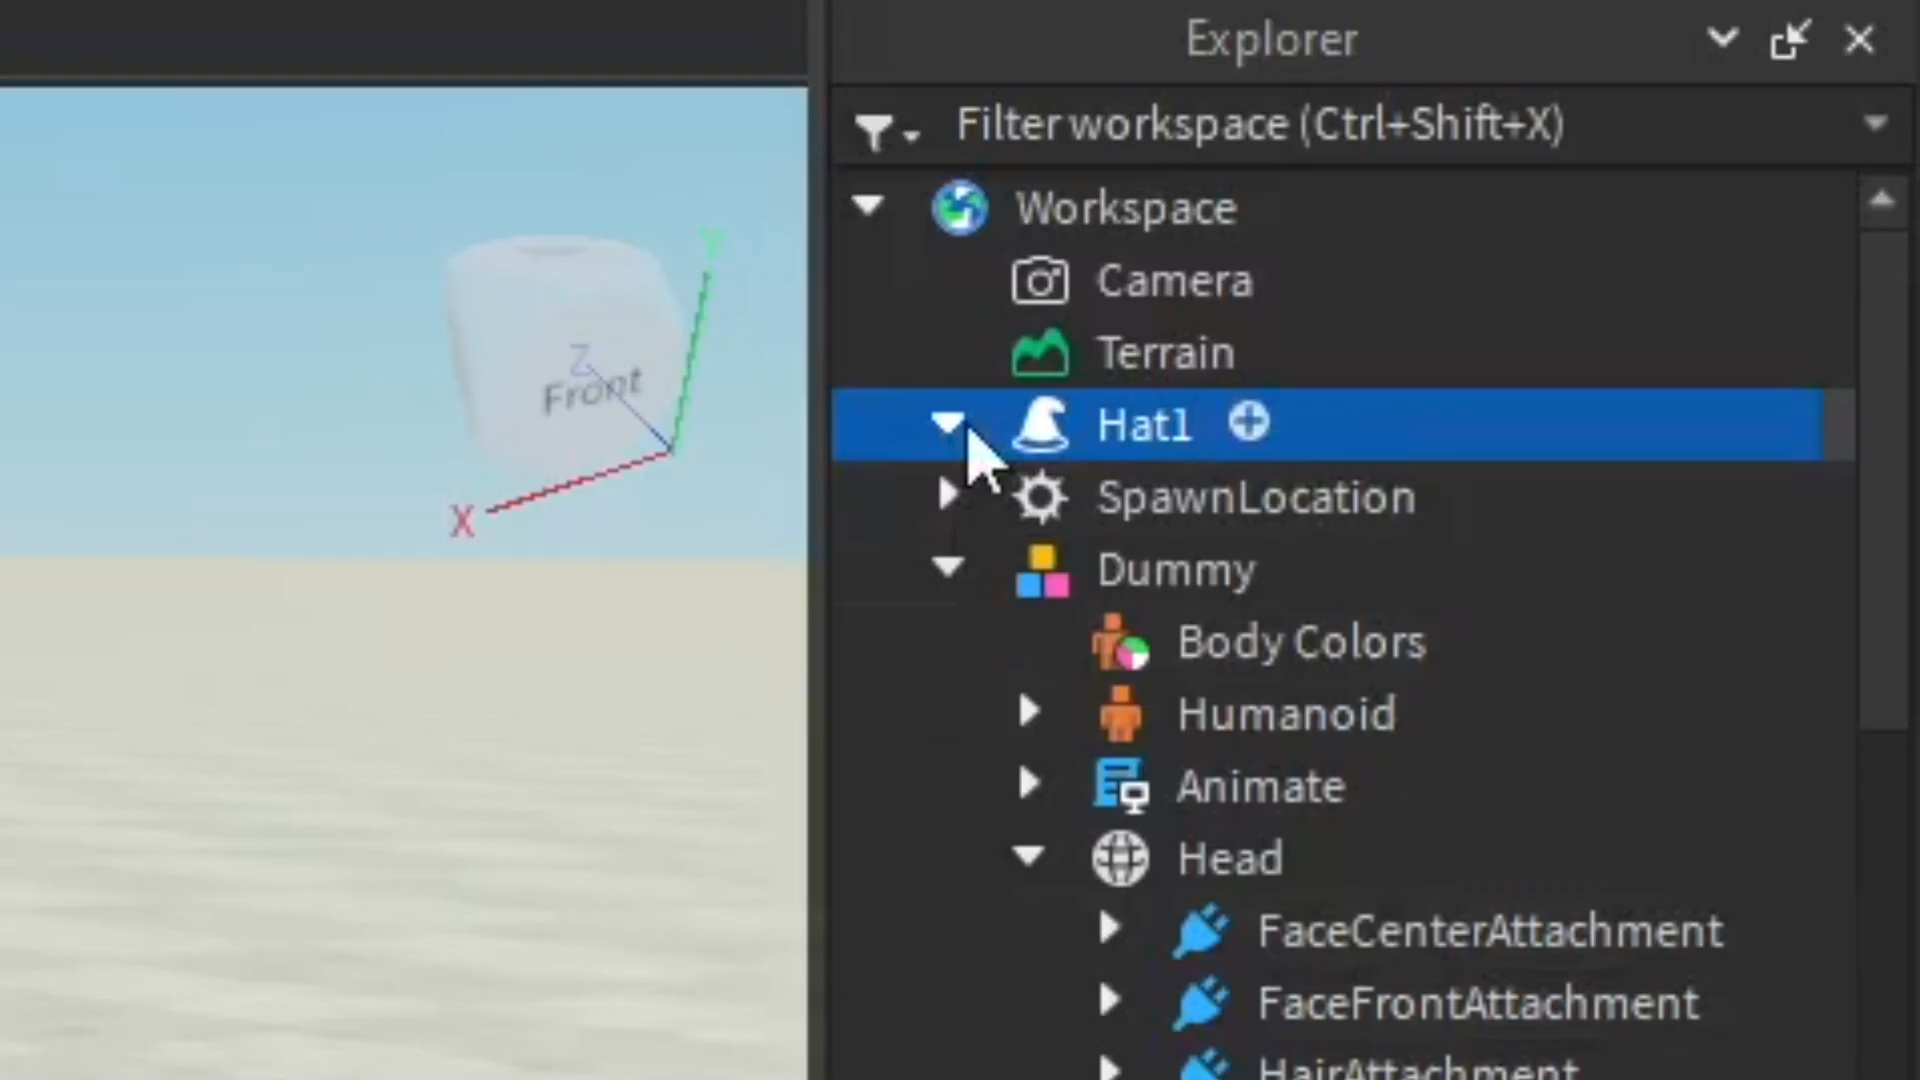 Explorer
Filter workspace (Ctrl+Shift+X)
Workspace
Camera
Terrain
Hat1
SpawnLocation
Dummy
Body Colors
Humanoid
Animate
Head
FaceCenterAttachment
FaceFrontAttachment
HairAttachment
Y
Z
Front
X